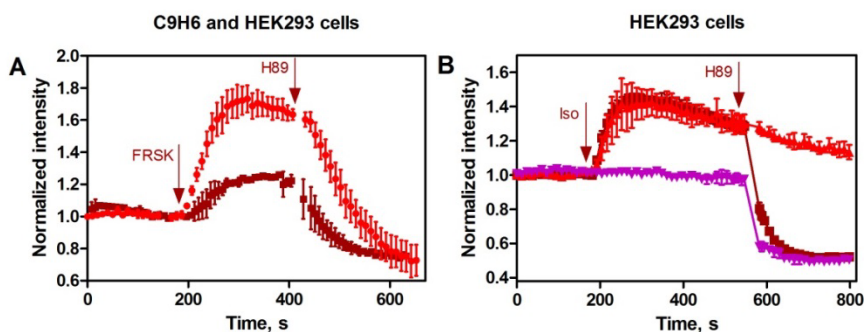 C9H6 and HEK293 cells
A
Normalized intensity
2.0
1.8
1.6
1.4
1.2
1.0
0.8
0.6
FRSK
H89
0
200
400
600
Time, s
HEK293 cells
B
Normalized intensity
1.6
1.4
1.2
1.0
0.8
0.6
0.4
Iso
H89
0
200
400
600
800
Time, s